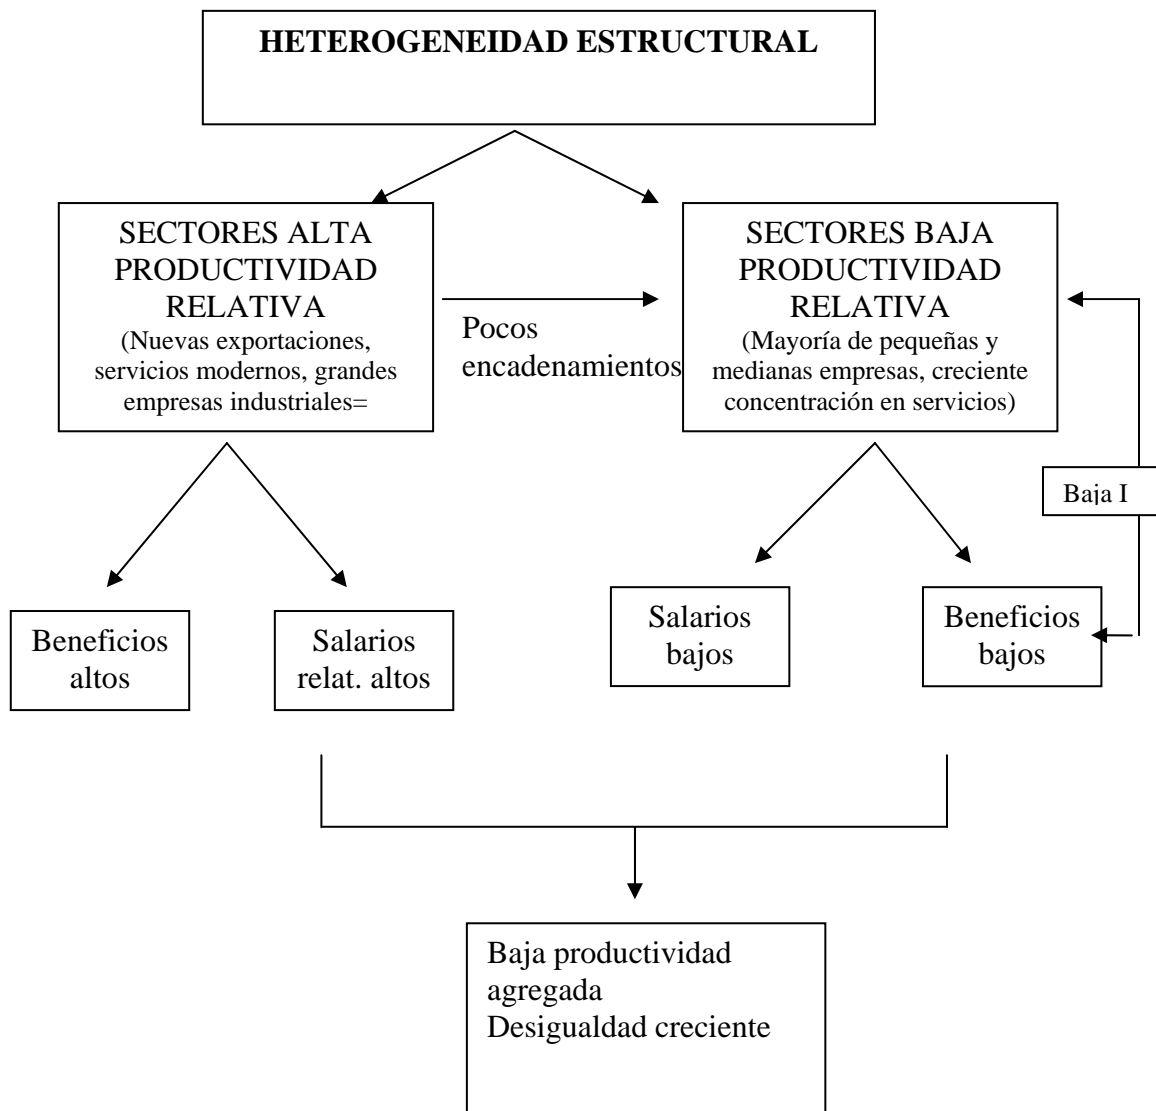 HETEROGENEIDAD ESTRUCTURAL
SECTORES ALTA
PRODUCTIVIDAD
RELATIVA
(Nuevas exportaciones,
servicios modernos, grandes
empresas industriales=
Pocos
encadenamientos
SECTORES BAJA
PRODUCTIVIDAD
RELATIVA
(Mayoría de pequeñas y
medianas empresas, creciente
concentración en servicios)
Baja I
Beneficios
altos
Salarios
relat. altos
Salarios
bajos
Beneficios
bajos
Baja productividad
agregada
Desigualdad creciente